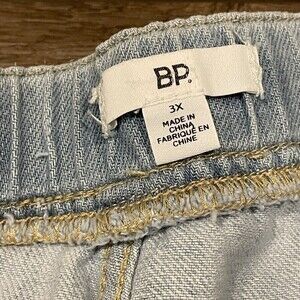 BP.
3X
MADE IN
CHINA
FABRIQUÉ EN
CHINE